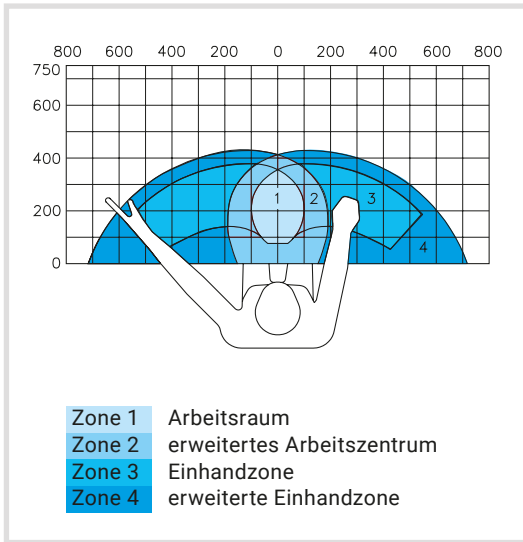 800 600 400 200 0 200 400 600 800
750
600
400
200
0
1 2 3
4
Zone 1 Arbeitsraum
Zone 2 erweitertes Arbeitszentrum
Zone 3 Einhandzone
Zone 4 erweiterte Einhandzone